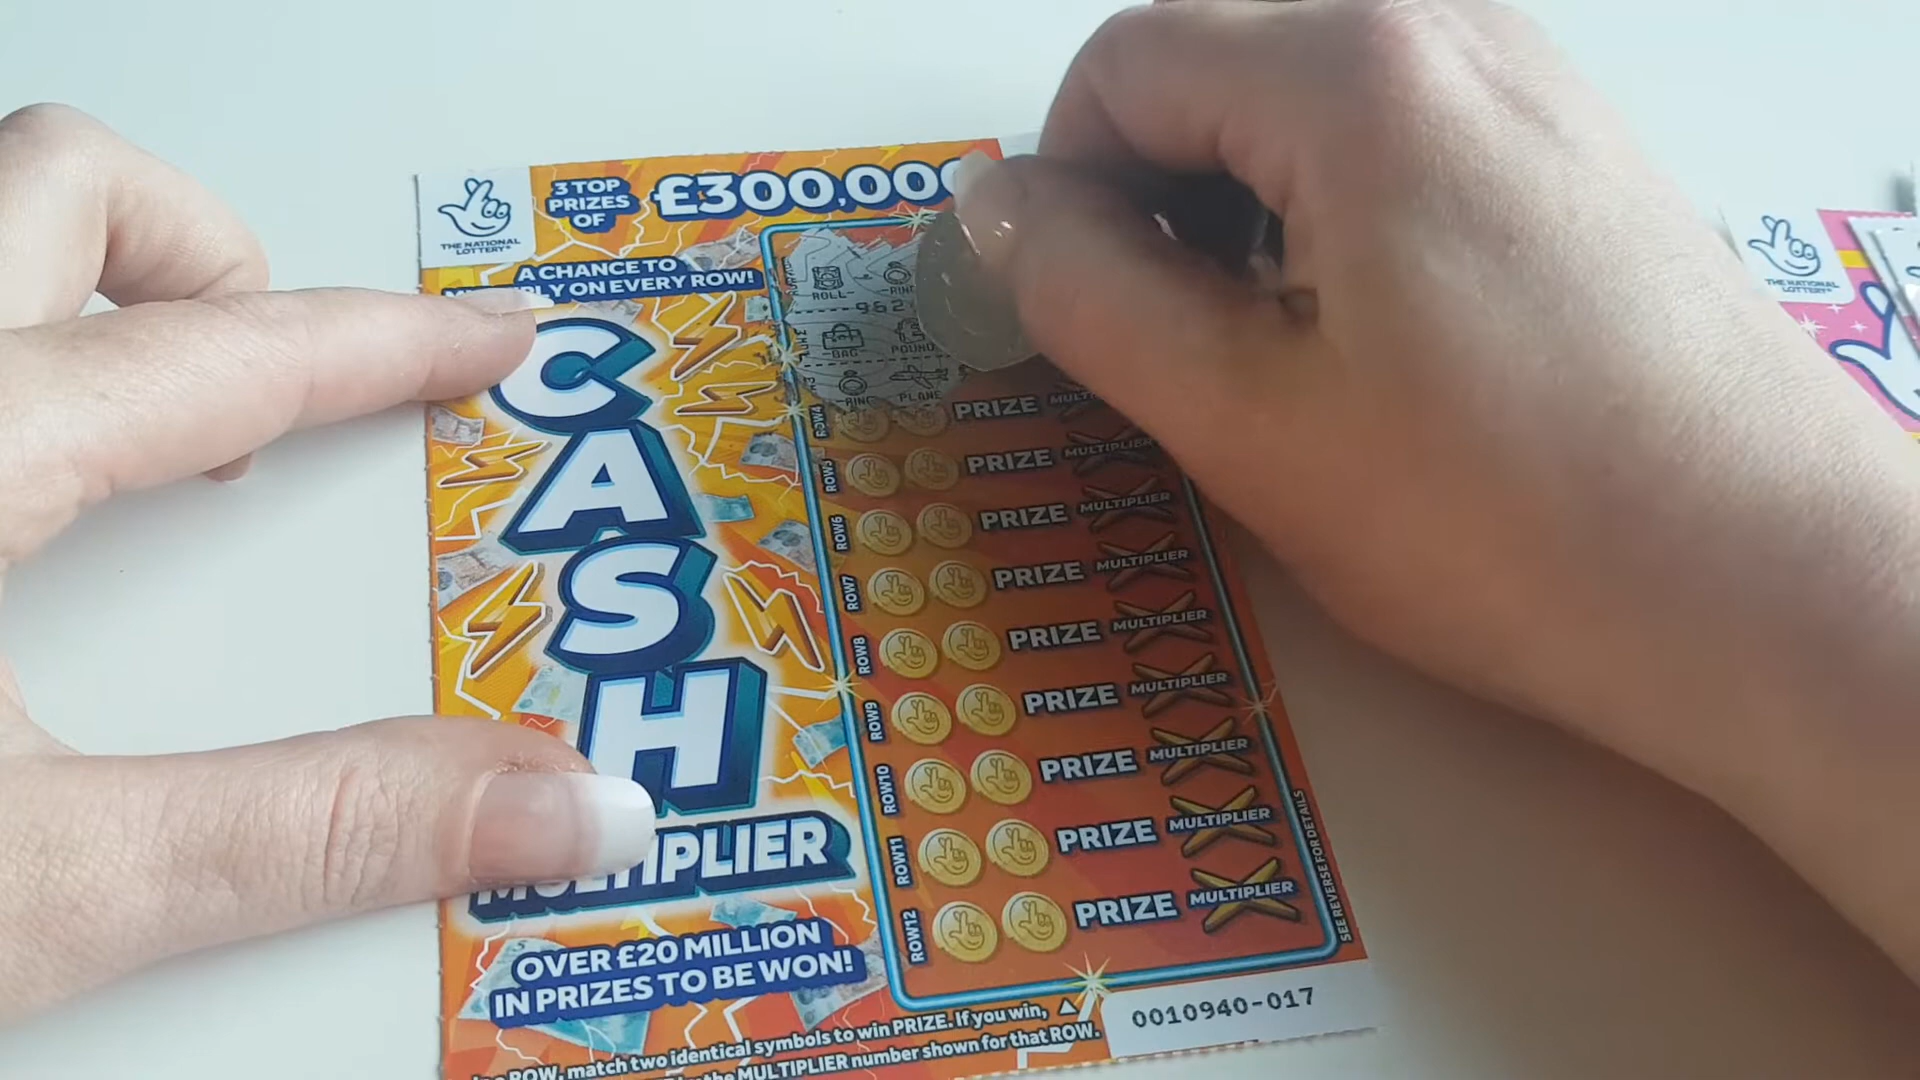 THE NATIONAL
LOTTERY®
3 TOP
PRIZES
OF
£300,00
A CHANCE TO
PLY ON EVERY ROW!
CASH
MULTIPLIER
OVER £20 MILLION
IN PRIZES TO BE WON!
ROLL
962
BAG POUND
RING PLANE
ROW4 PRIZE
ROW5 PRIZE MULTIPLIER
ROW6 PRIZE MULTIPLIER
ROW7 PRIZE MULTIPLIER
ROW8 PRIZE MULTIPLIER
ROW9 PRIZE MULTIPLIER
ROW10 PRIZE MULTIPLIER
ROW11 PRIZE MULTIPLIER
ROW12 PRIZE MULTIPLIER
SEE REVERSE FOR DETAILS
0010940-017
ROW, match two identical symbols to win PRIZE. If you win,
the MULTIPLIER number shown for that ROW.
THE NATIONAL
LOTTERY®